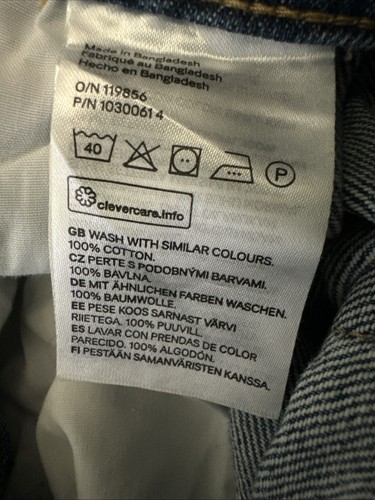 Made in Bangladesh
Fabriqué au Bangladesh
Hecho en Bangladesh
O/N 119856
P/N 1030061 4
40
P
clevercare.info
GB WASH WITH SIMILAR COLOURS.
100% COTTON.
CZ PERTE S PODOBNÝMI BARVAMI.
100% BAVLNA.
DE MIT ÄHNLICHEN FARBEN WASCHEN.
100% BAUMWOLLE.
EE PESE KOOS SARNAST VÄRVI
RIIETEGA. 100% PUUVILL.
ES LAVAR CON PRENDAS DE COLOR
PARECIDO. 100% ALGODÓN.
FI PESTÄÄN SAMANVÄRISTEN KANSSA.